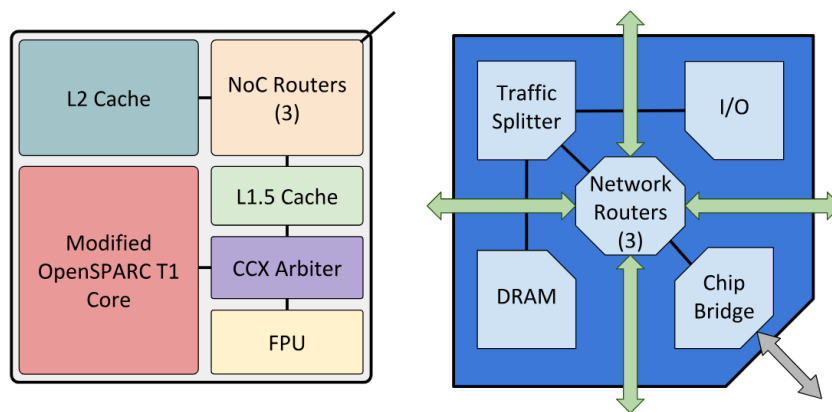 L2 Cache
NoC Routers
(3)
L1.5 Cache
Modified
OpenSPARC T1
Core
CCX Arbiter
FPU
Traffic
Splitter
I/O
Network
Routers
(3)
DRAM
Chip
Bridge